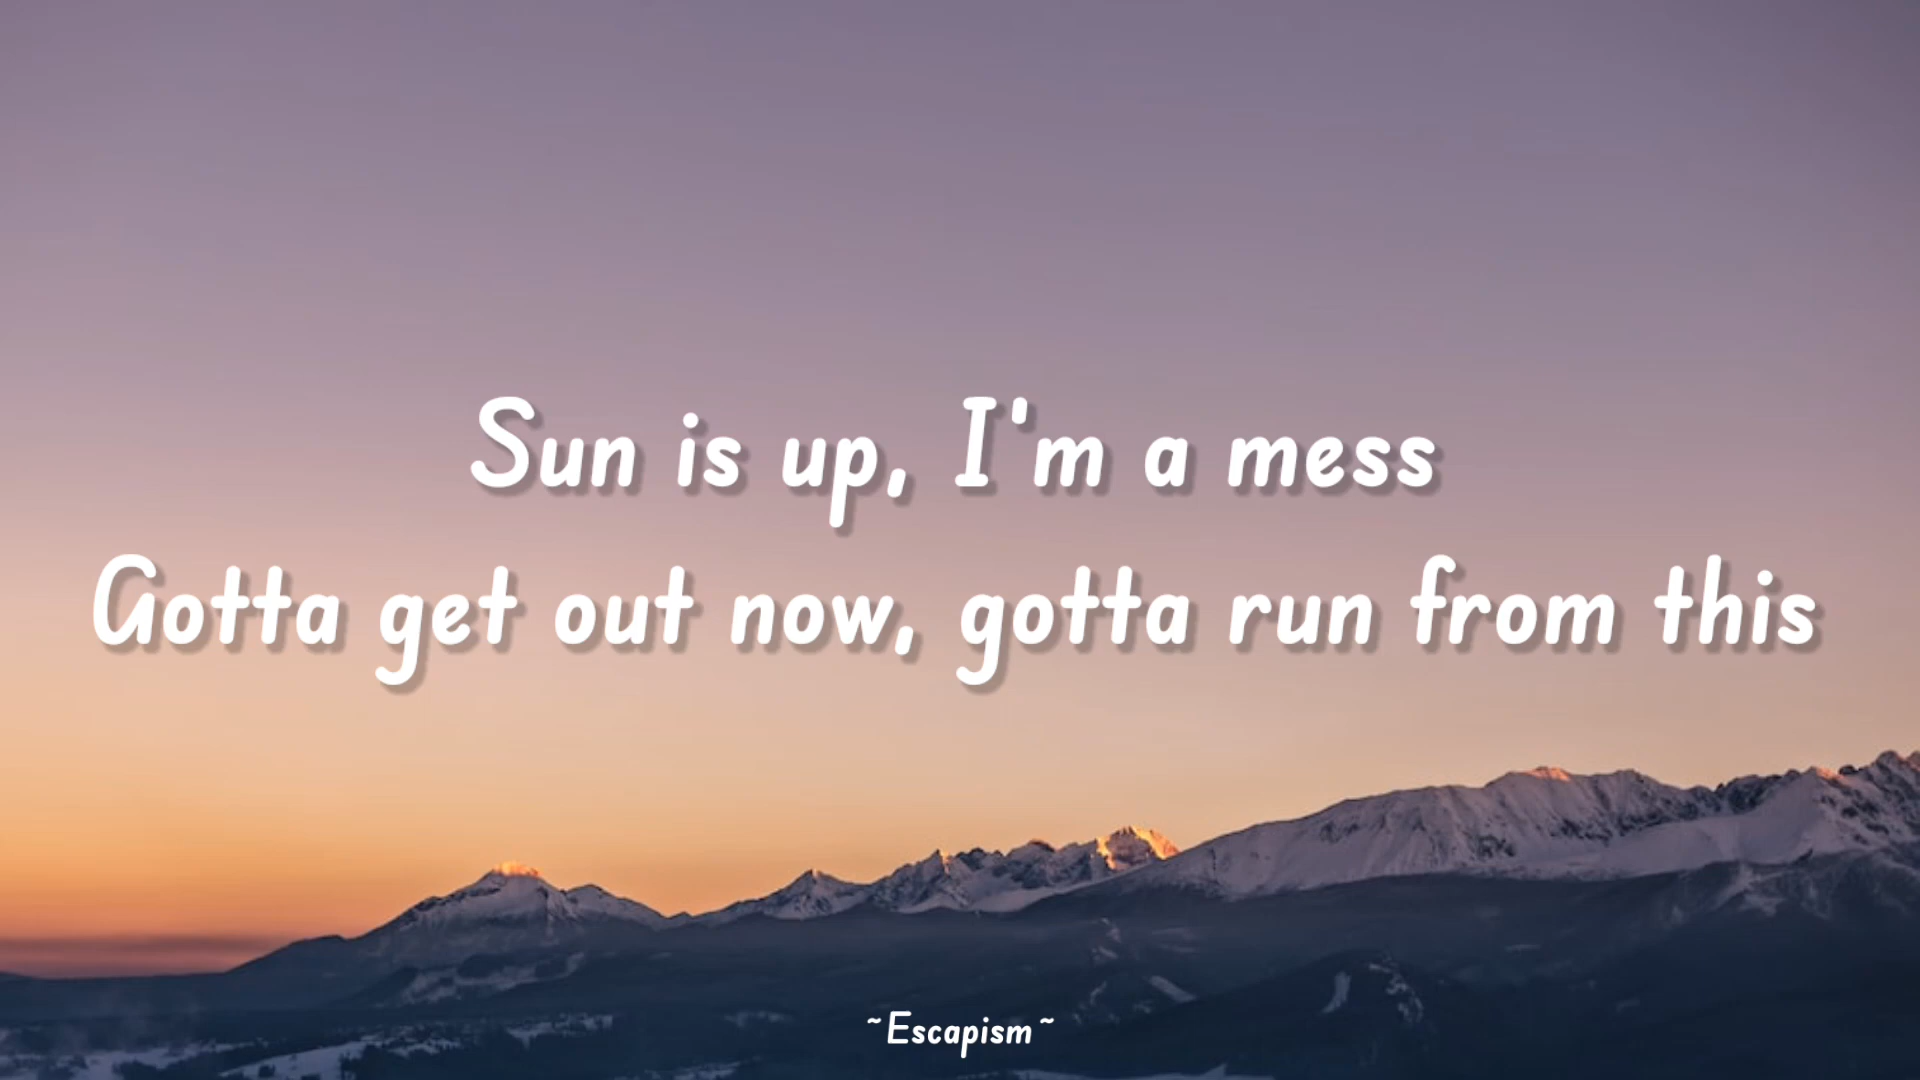 Sun is up, I'm a mess
Gotta get out now, gotta run from this
~Escapism~